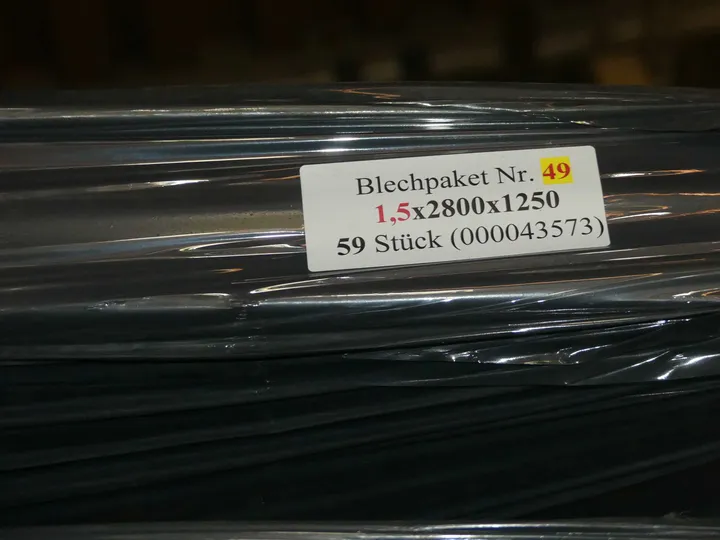 Blechpaket Nr. 49
1,5x2800x1250
59 Stück (000043573)